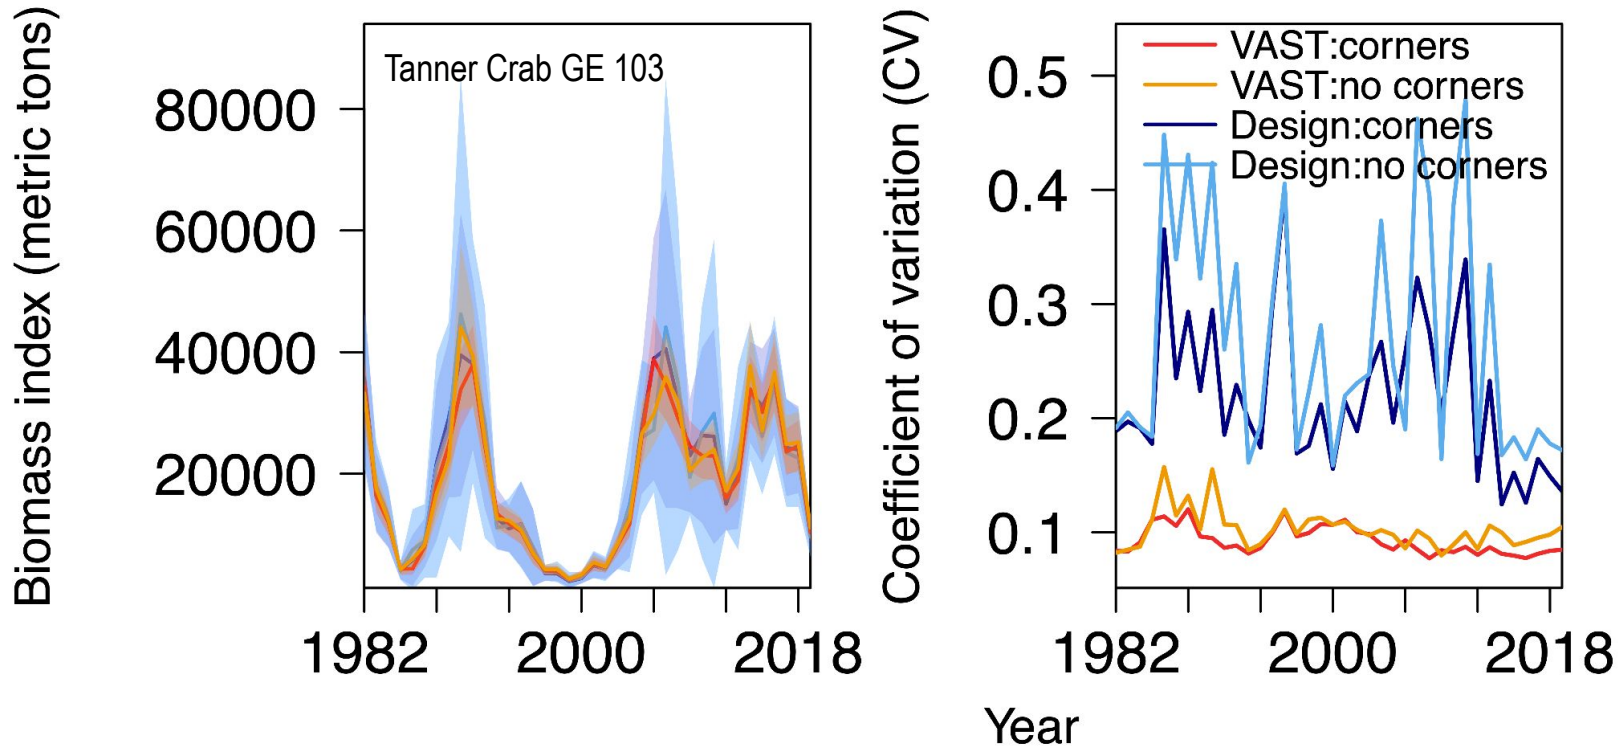 Biomass index (metric tons)
Tanner Crab GE 103
80000
60000
40000
20000
1982
2000
2018
Coefficient of variation (CV)
VAST:corners
VAST:no corners
Design:corners
Design:no corners
0.5
0.4
0.3
0.2
0.1
1982
2000
2018
Year